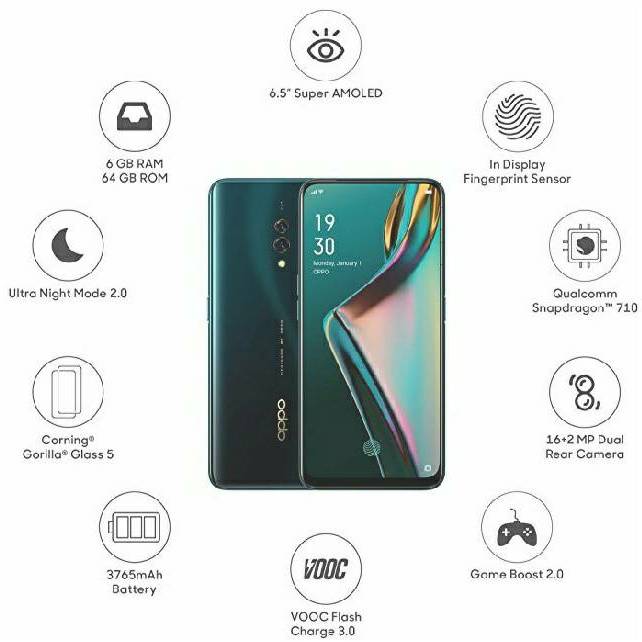 6.5" Super AMOLED
6 GB RAM
64 GB ROM
In Display
Fingerprint Sensor
19
30
Monday, January 1
OPPO
Ultra Night Mode 2.0
Qualcomm
Snapdragon™ 710
oppo
Corning®
Gorilla® Glass 5
16+2 MP Dual
Rear Camera
3765mAh
Battery
Game Boost 2.0
VOOC
VOOC Flash
Charge 3.0